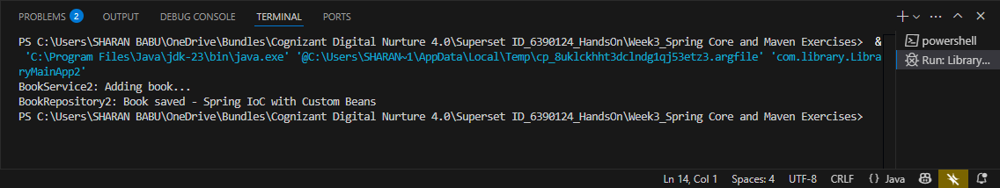 PROBLEMS 2 OUTPUT DEBUG CONSOLE TERMINAL PORTS
PS C:\Users\SHARAN BABU\OneDrive\Bundles\Cognizant Digital Nurture 4.0\Superset ID_6390124_HandsOn\Week3_Spring Core and Maven Exercises> &
'C:\Program Files\Java\jdk-23\bin\java.exe' '@C:\Users\SHARAN~1\AppData\Local\Temp\cp_8uklckhht3dclndg1qj53etz3.argfile' 'com.library.Libra
ryMainApp2'
BookService2: Adding book...
BookRepository2: Book saved - Spring IoC with Custom Beans
PS C:\Users\SHARAN BABU\OneDrive\Bundles\Cognizant Digital Nurture 4.0\Superset ID_6390124_HandsOn\Week3_Spring Core and Maven Exercises>
powershell
Run: Library...
Ln 14, Col 1 Spaces: 4 UTF-8 CRLF {} Java